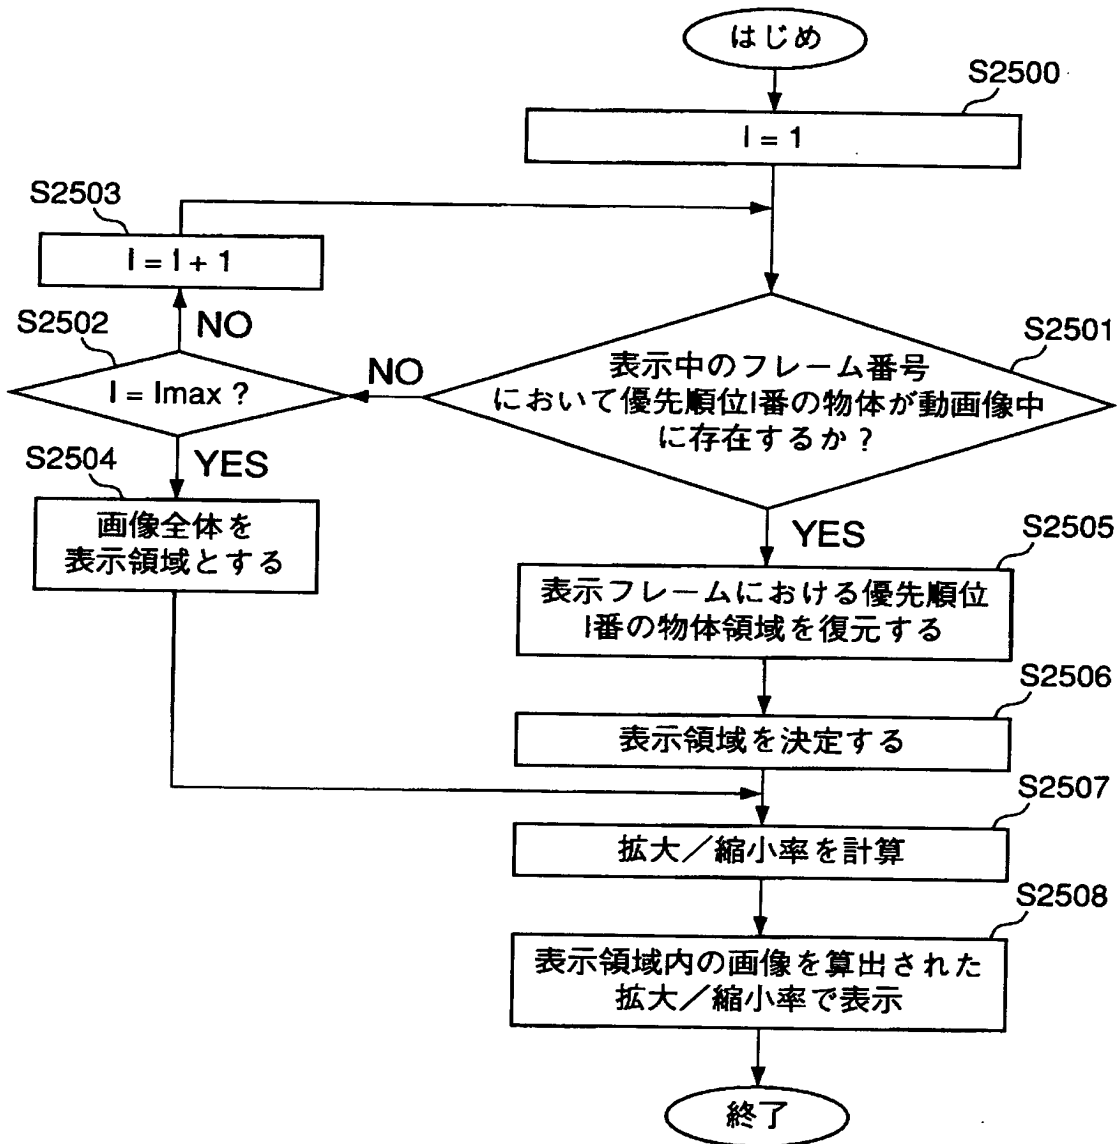 はじめ
S2500
I = 1
S2503
I = I + 1
S2502
NO
I = Imax ?
NO
S2501
表示中のフレーム番号
において優先順位I番の物体が動画像中
に存在するか?
S2504
YES
画像全体を
表示領域とする
YES
S2505
表示フレームにおける優先順位
I番の物体領域を復元する
S2506
表示領域を決定する
S2507
拡大/縮小率を計算
S2508
表示領域内の画像を算出された
拡大/縮小率で表示
終了